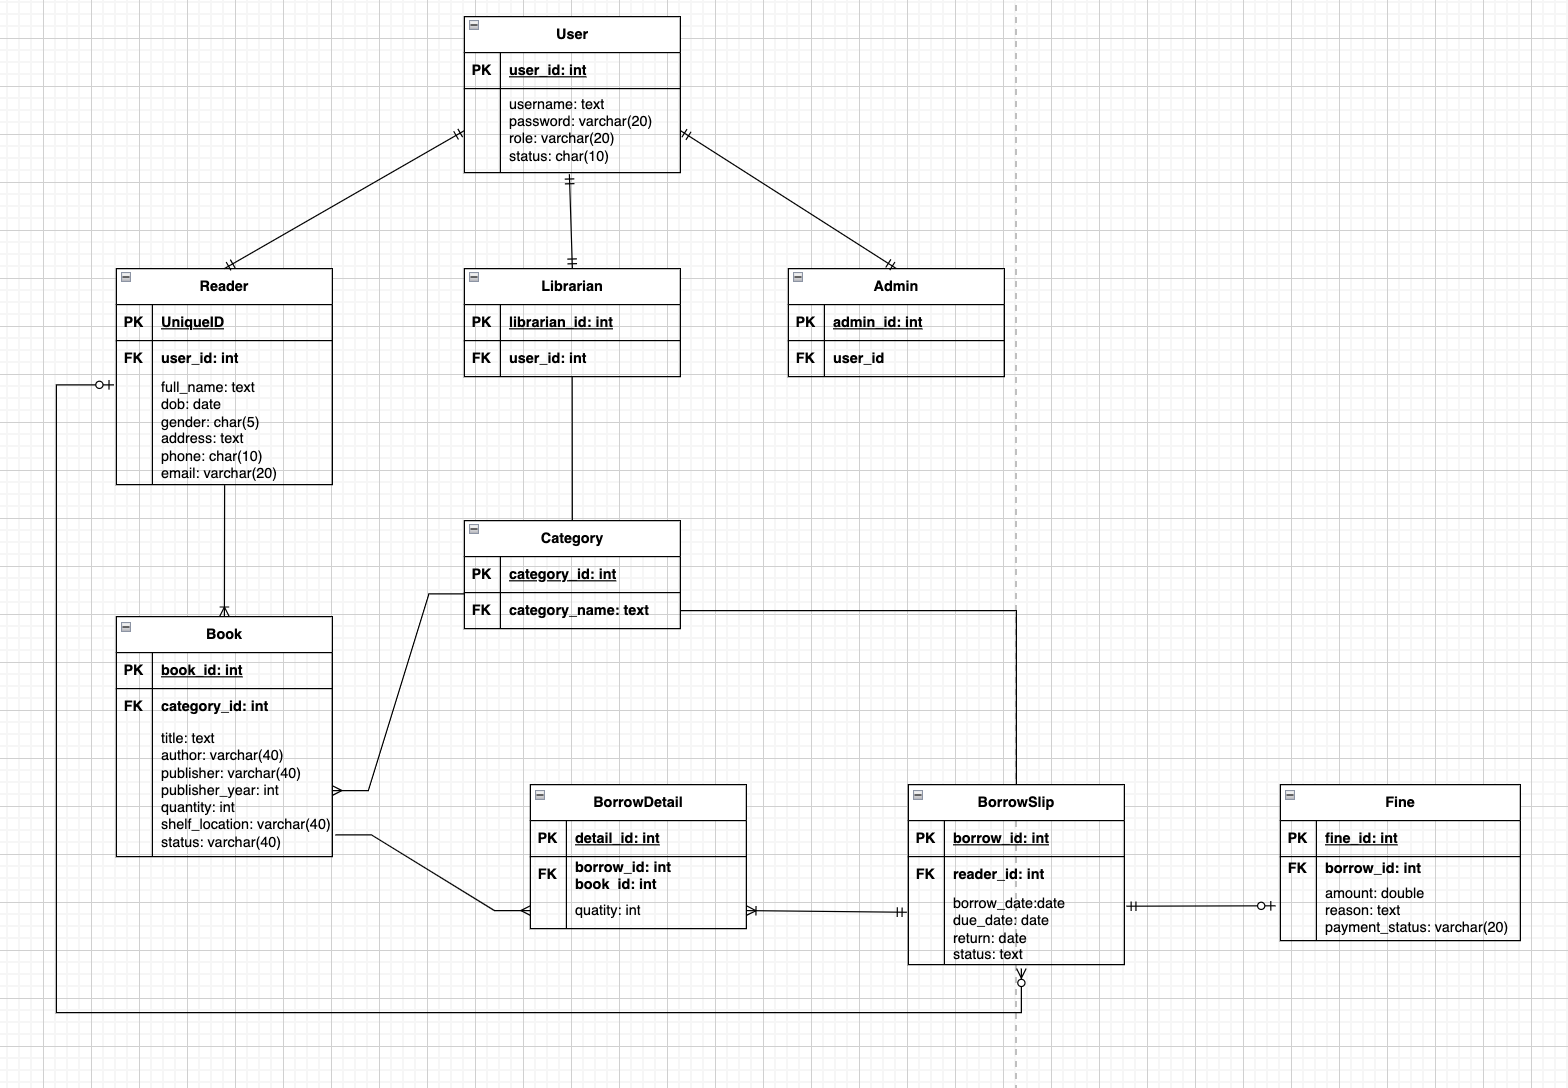 User
PK user_id: int
username: text
password: varchar(20)
role: varchar(20)
status: char(10)
Reader
PK UniqueID
FK user_id: int
full_name: text
dob: date
gender: char(5)
address: text
phone: char(10)
email: varchar(20)
Librarian
PK librarian_id: int
FK user_id: int
Admin
PK admin_id: int
FK user_id
Category
PK category_id: int
FK category_name: text
Book
PK book_id: int
FK category_id: int
title: text
author: varchar(40)
publisher: varchar(40)
publisher_year: int
quantity: int
shelf_location: varchar(40)
status: varchar(40)
BorrowDetail
PK detail_id: int
FK borrow_id: int
book_id: int
quatity: int
BorrowSlip
PK borrow_id: int
FK reader_id: int
borrow_date:date
due_date: date
return: date
status: text
Fine
PK fine_id: int
FK borrow_id: int
amount: double
reason: text
payment_status: varchar(20)